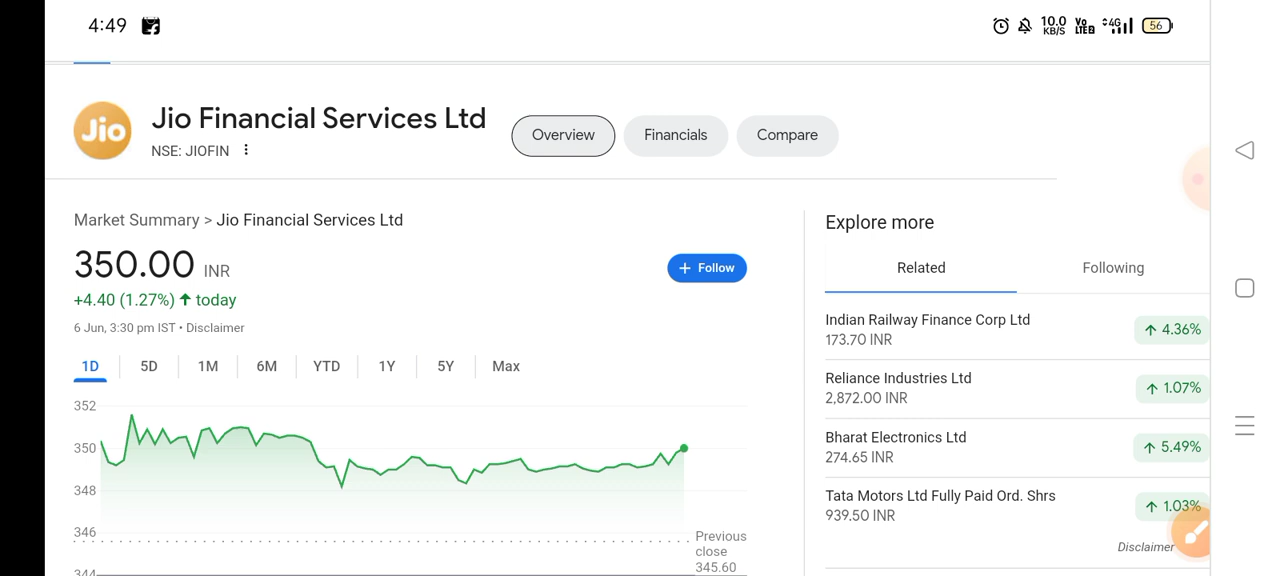 4:49
10.0 KB/S Vo LTE2 4G 56
Jio
Jio Financial Services Ltd
NSE: JIOFIN
Overview Financials Compare
Market Summary > Jio Financial Services Ltd
350.00 INR
+4.40 (1.27%) ↑ today
6 Jun, 3:30 pm IST • Disclaimer
+ Follow
1D 5D 1M 6M YTD 1Y 5Y Max
352
350
348
346
344
Previous
close
345.60
Explore more
Related Following
Indian Railway Finance Corp Ltd
173.70 INR
↑ 4.36%
Reliance Industries Ltd
2,872.00 INR
↑ 1.07%
Bharat Electronics Ltd
274.65 INR
↑ 5.49%
Tata Motors Ltd Fully Paid Ord. Shrs
939.50 INR
↑ 1.03%
Disclaimer